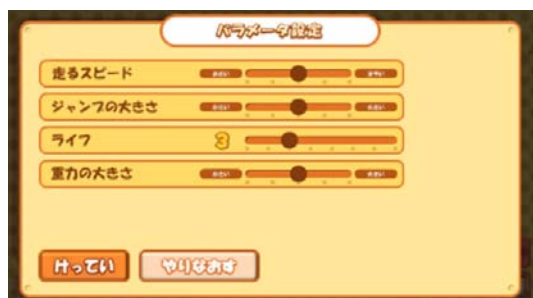 パラメータ設定
走るスピード
ジャンプの大きさ
ライフ 3
重力の大きさ
けってい やりなおす